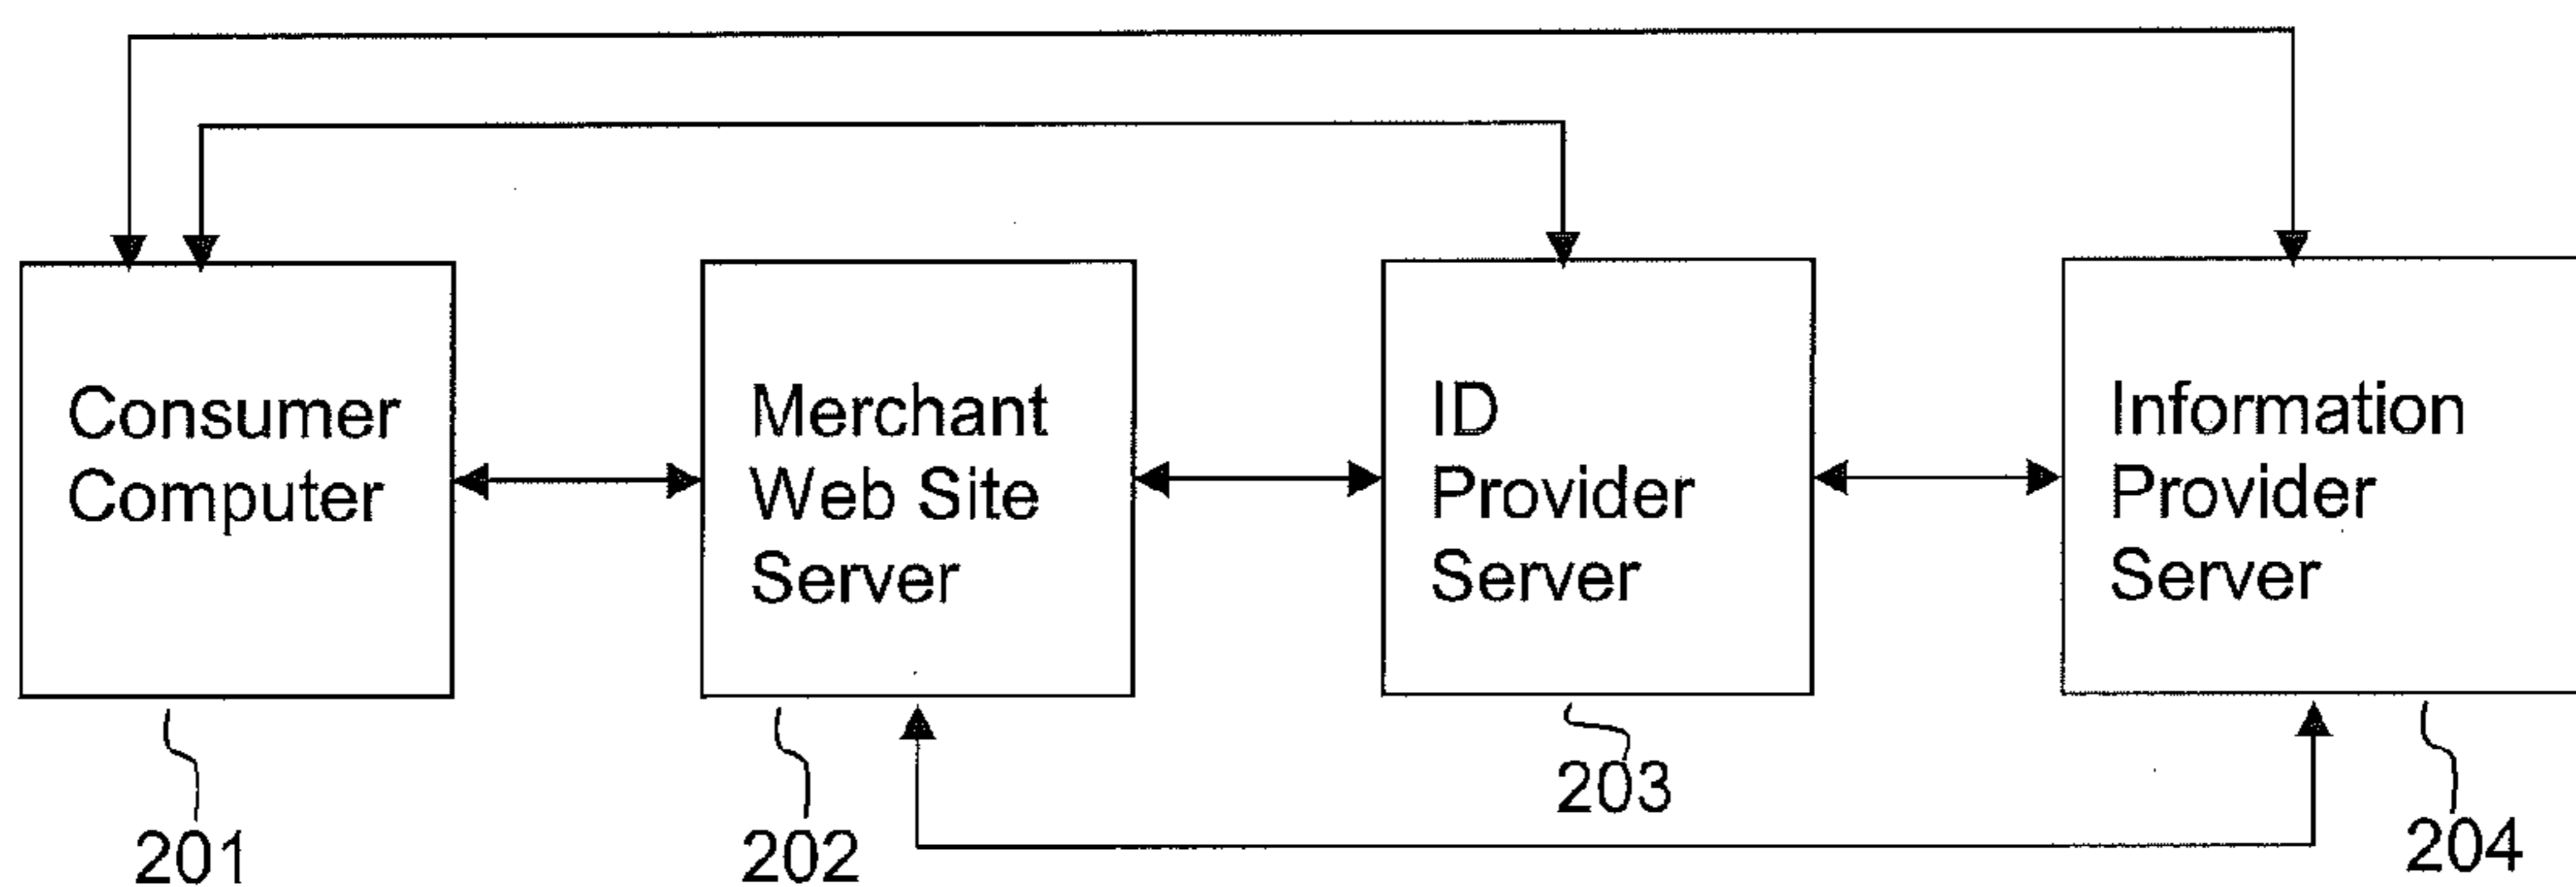 Consumer
Computer
Merchant
Web Site
Server
ID
Provider
Server
Information
Provider
Server
201
202
203
204